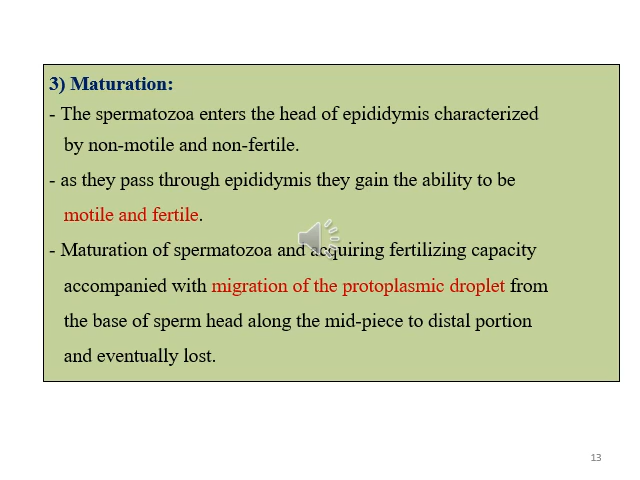 3) Maturation:
- The spermatozoa enters the head of epididymis characterized
by non-motile and non-fertile.
- as they pass through epididymis they gain the ability to be
motile and fertile.
- Maturation of spermatozoa and acquiring fertilizing capacity
accompanied with migration of the protoplasmic droplet from
the base of sperm head along the mid-piece to distal portion
and eventually lost.
13